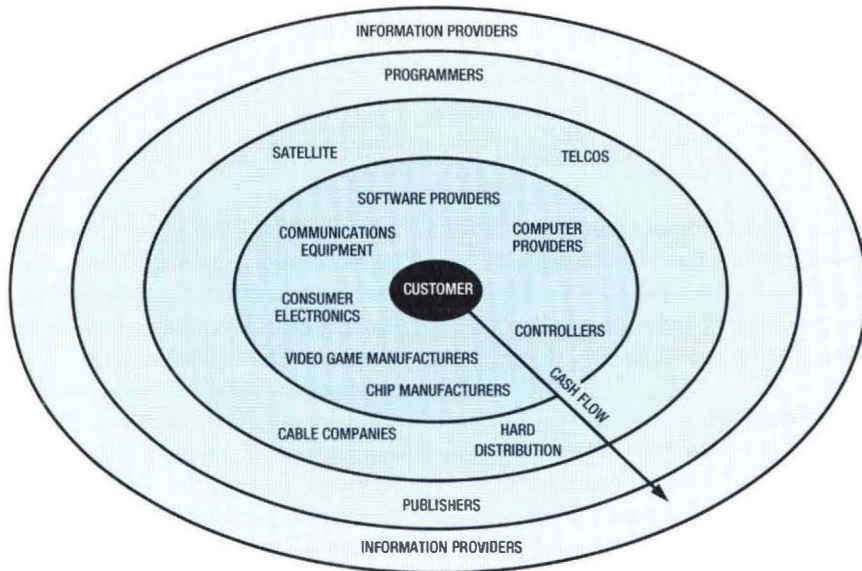 INFORMATION PROVIDERS
PROGRAMMERS
SATELLITE
TELCOS
SOFTWARE PROVIDERS
COMMUNICATIONS
EQUIPMENT
COMPUTER
PROVIDERS
CUSTOMER
CONSUMER
ELECTRONICS
CONTROLLERS
VIDEO GAME MANUFACTURERS
CHIP MANUFACTURERS
CASH FLOW
CABLE COMPANIES
HARD
DISTRIBUTION
PUBLISHERS
INFORMATION PROVIDERS